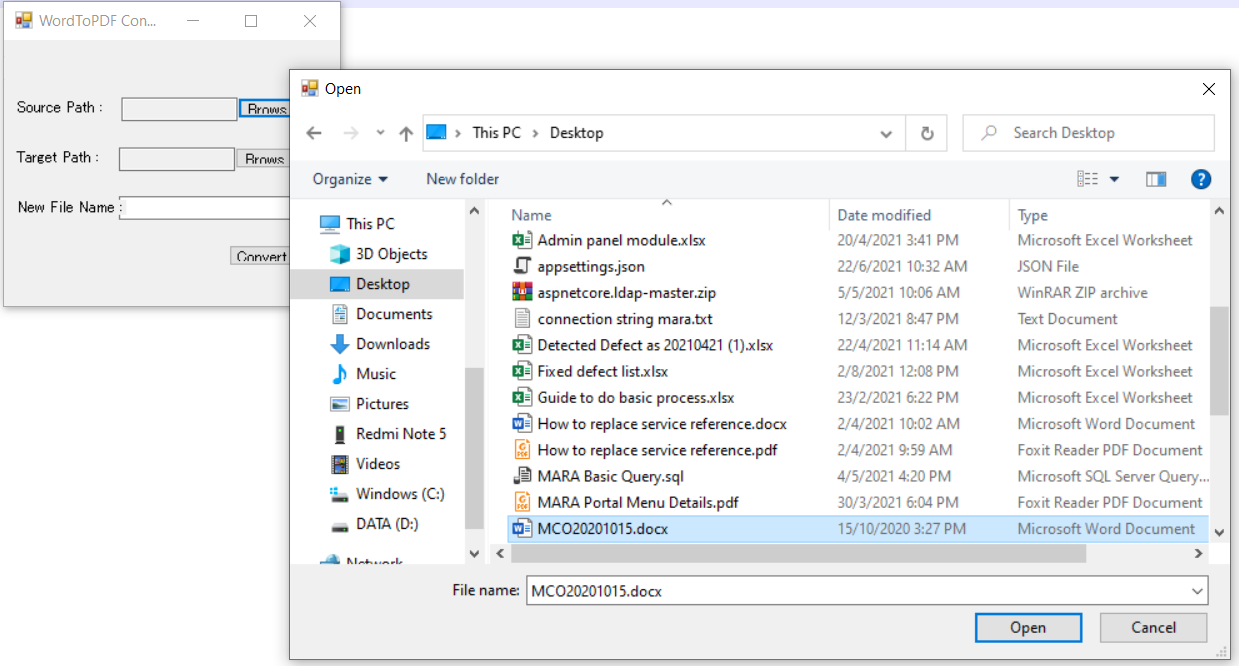 WordToPDF Con...
Source Path :
Brows
Target Path :
Brows
New File Name :
Convert
Open
This PC > Desktop
Search Desktop
Organize
New folder
?
This PC
3D Objects
Desktop
Documents
Downloads
Music
Pictures
Redmi Note 5
Videos
Windows (C:)
DATA (D:)
Network
Name Date modified Type
Admin panel module.xlsx 20/4/2021 3:41 PM Microsoft Excel Worksheet
appsettings.json 22/6/2021 10:32 AM JSON File
aspnetcore.ldap-master.zip 5/5/2021 10:06 AM WinRAR ZIP archive
connection string mara.txt 12/3/2021 8:47 PM Text Document
Detected Defect as 20210421 (1).xlsx 22/4/2021 11:14 AM Microsoft Excel Worksheet
Fixed defect list.xlsx 2/8/2021 12:08 PM Microsoft Excel Worksheet
Guide to do basic process.xlsx 23/2/2021 6:22 PM Microsoft Excel Worksheet
How to replace service reference.docx 2/4/2021 10:02 AM Microsoft Word Document
How to replace service reference.pdf 2/4/2021 9:59 AM Foxit Reader PDF Document
MARA Basic Query.sql 4/5/2021 4:20 PM Microsoft SQL Server Query...
MARA Portal Menu Details.pdf 30/3/2021 6:04 PM Foxit Reader PDF Document
MCO20201015.docx 15/10/2020 3:27 PM Microsoft Word Document
File name: MCO20201015.docx
Open
Cancel